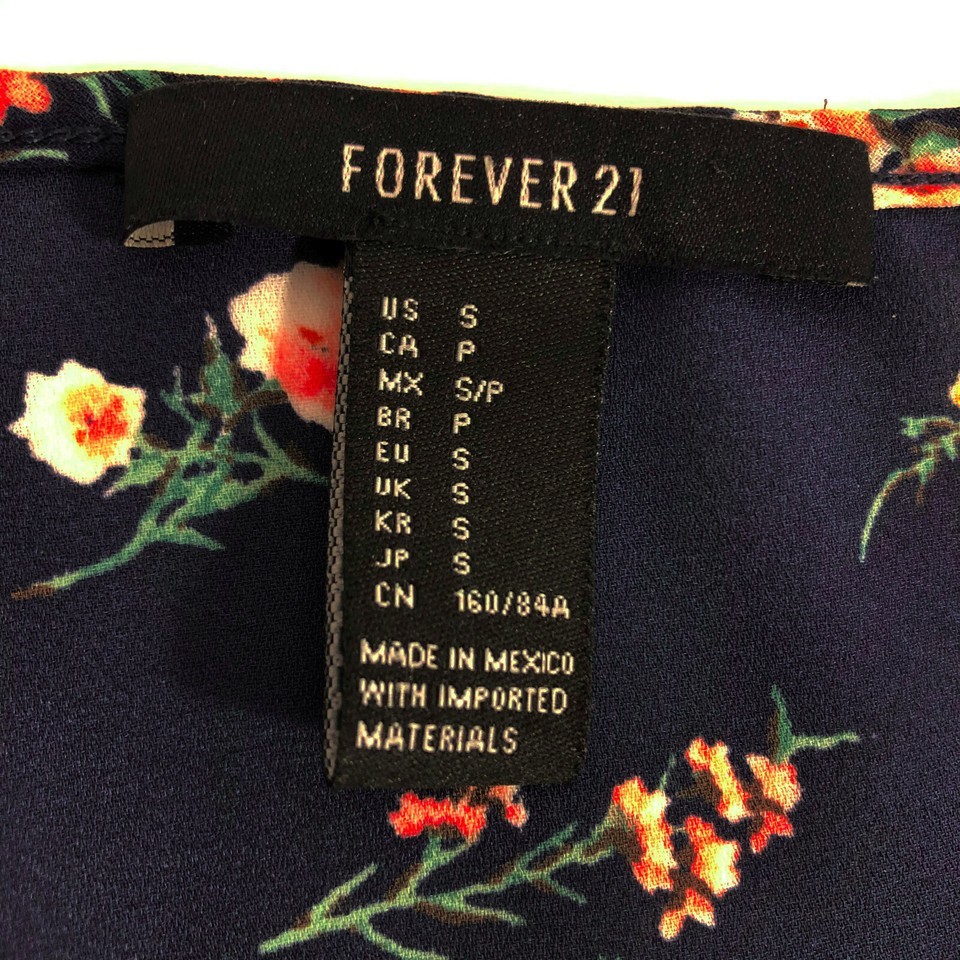 FOREVER 21
US S
CA P
MX S/P
BR P
EU S
UK S
KR S
JP S
CN 160/84A
MADE IN MEXICO
WITH IMPORTED
MATERIALS